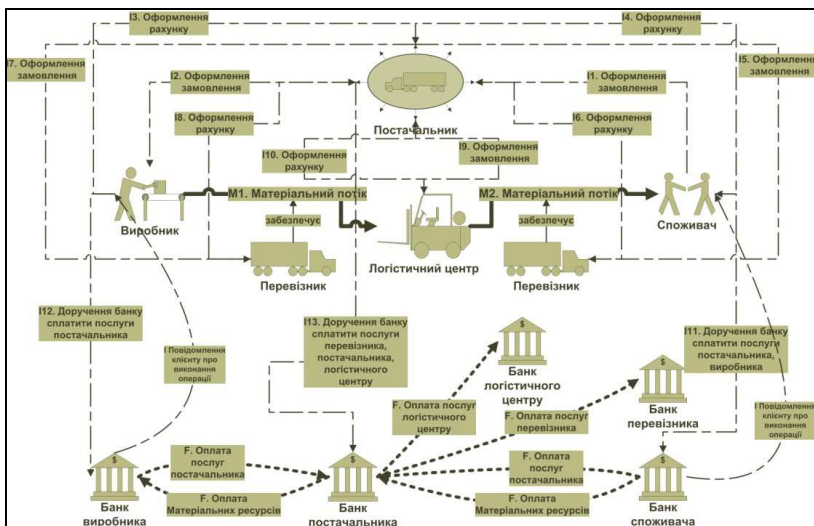 І3. Оформлення
рахунку
І4. Оформлення
рахунку
І7. Оформлення
замовлення
І2. Оформлення
замовлення
І1. Оформлення
замовлення
І5. Оформлення
замовлення
І8. Оформлення
рахунку
Постачальник
І6. Оформлення
рахунку
І10. Оформлення
рахунку
І9. Оформлення
замовлення
М1. Матеріальний потік
М2. Матеріальний потік
забезпечує
забезпечує
Виробник
Логістичний центр
Споживач
Перевізник
Перевізник
І12. Доручення банку
сплатити послуги
постачальника
І13. Доручення банку
сплатити послуги
перевізника,
постачальника,
логістичного
центру
І11. Доручення банку
сплатити послуги
постачальника,
виробника
І Повідомлення
клієнту про
виконання
операції
$
Банк
логістичного
центру
$
Банк
перевізника
І Повідомлення
клієнту про
виконання
операції
F. Оплата послуг
логістичного
центру
F. Оплата послуг
перевізника
F. Оплата
послуг
постачальника
F. Оплата
послуг
постачальника
$
$
$
F. Оплата
Матеріальних ресурсів
F. Оплата
Матеріальних ресурсів
Банк
виробника
Банк
постачальника
Банк
споживача